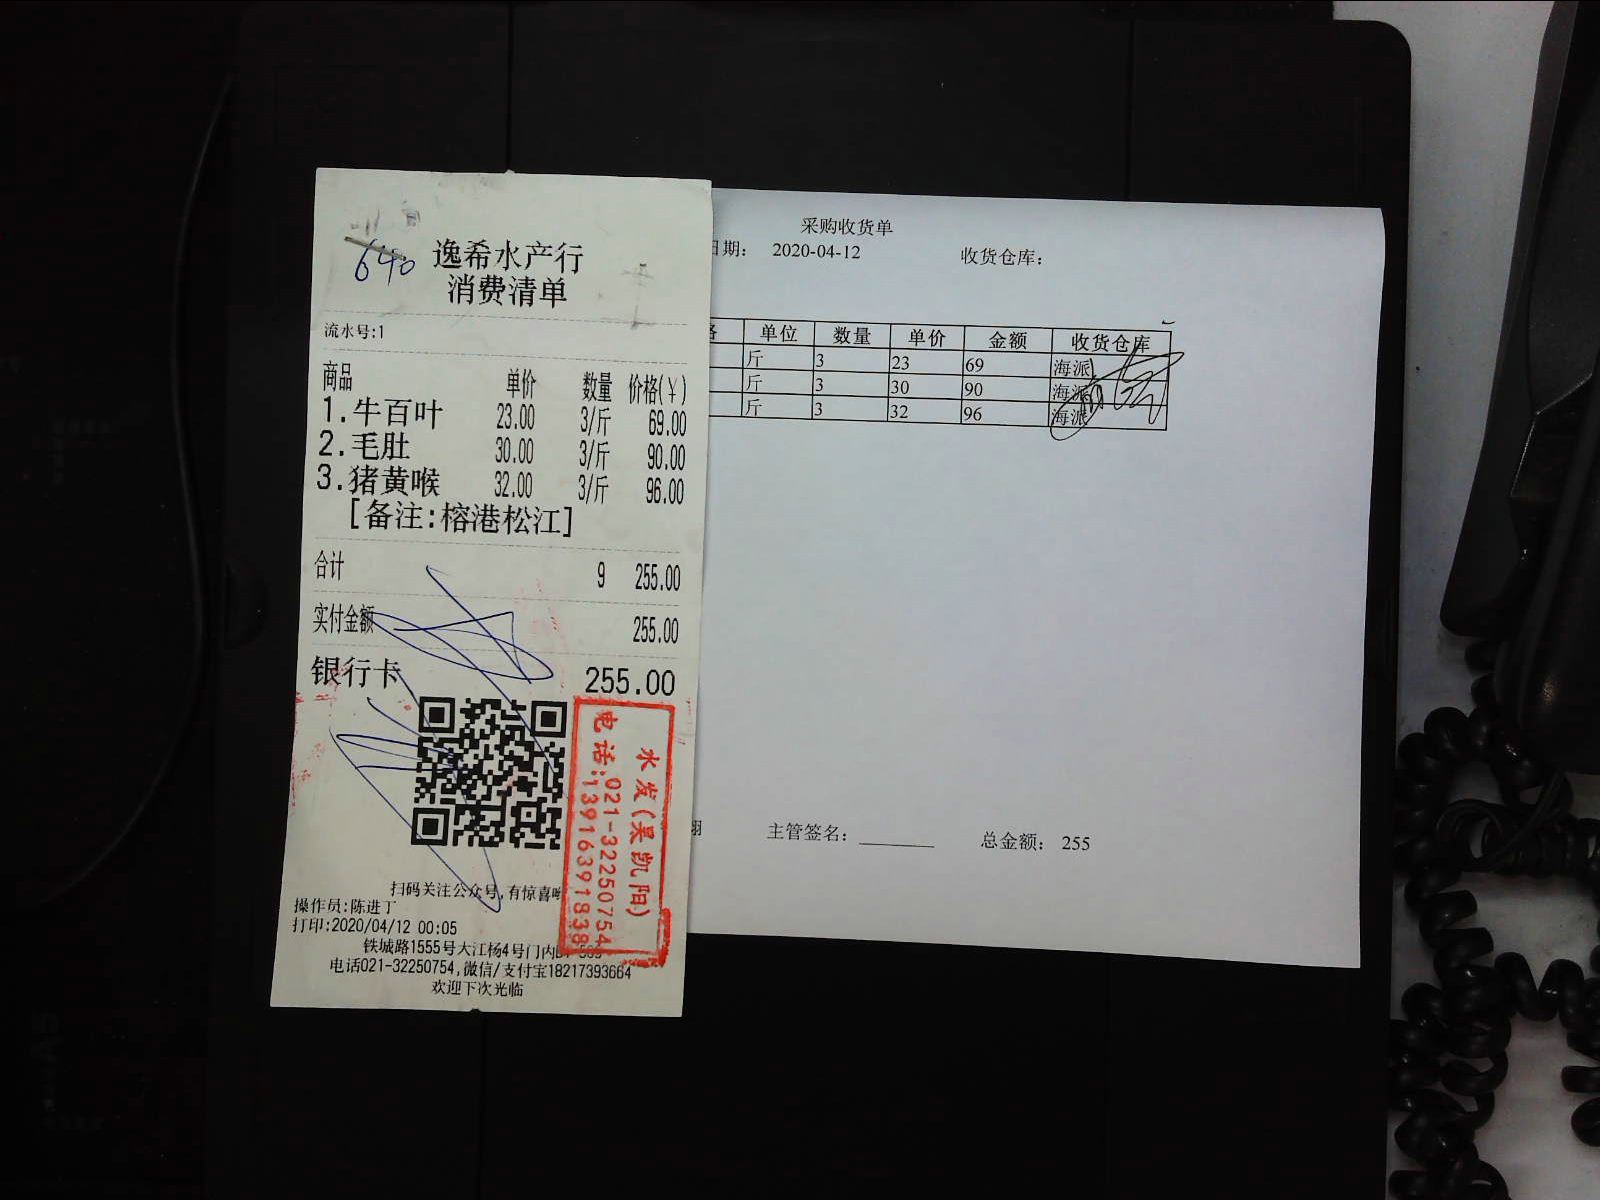 640
逸希水产行
消费清单
流水号:1
商品 单价 数量 价格(¥)
1.牛百叶 23.00 3/斤 69.00
2.毛肚 30.00 3/斤 90.00
3.猪黄喉 32.00 3/斤 96.00
[备注:榕港松江]
合计 9 255.00
实付金额 255.00
银行卡 255.00
水发(吴凯阳)
电话:021-32250754
13916391838
扫码关注公众号,有惊喜
操作员:陈进丁
打印:2020/04/12 00:05
铁城路1555号大江杨4号门内
电话021-32250754,微信/支付宝18217393664
欢迎下次光临
采购收货单
日期: 2020-04-12 收货仓库:
单位 数量 单价 金额 收货仓库
斤 3 23 69 海派
斤 3 30 90 海派
斤 3 32 96 海派
主管签名: 总金额: 255